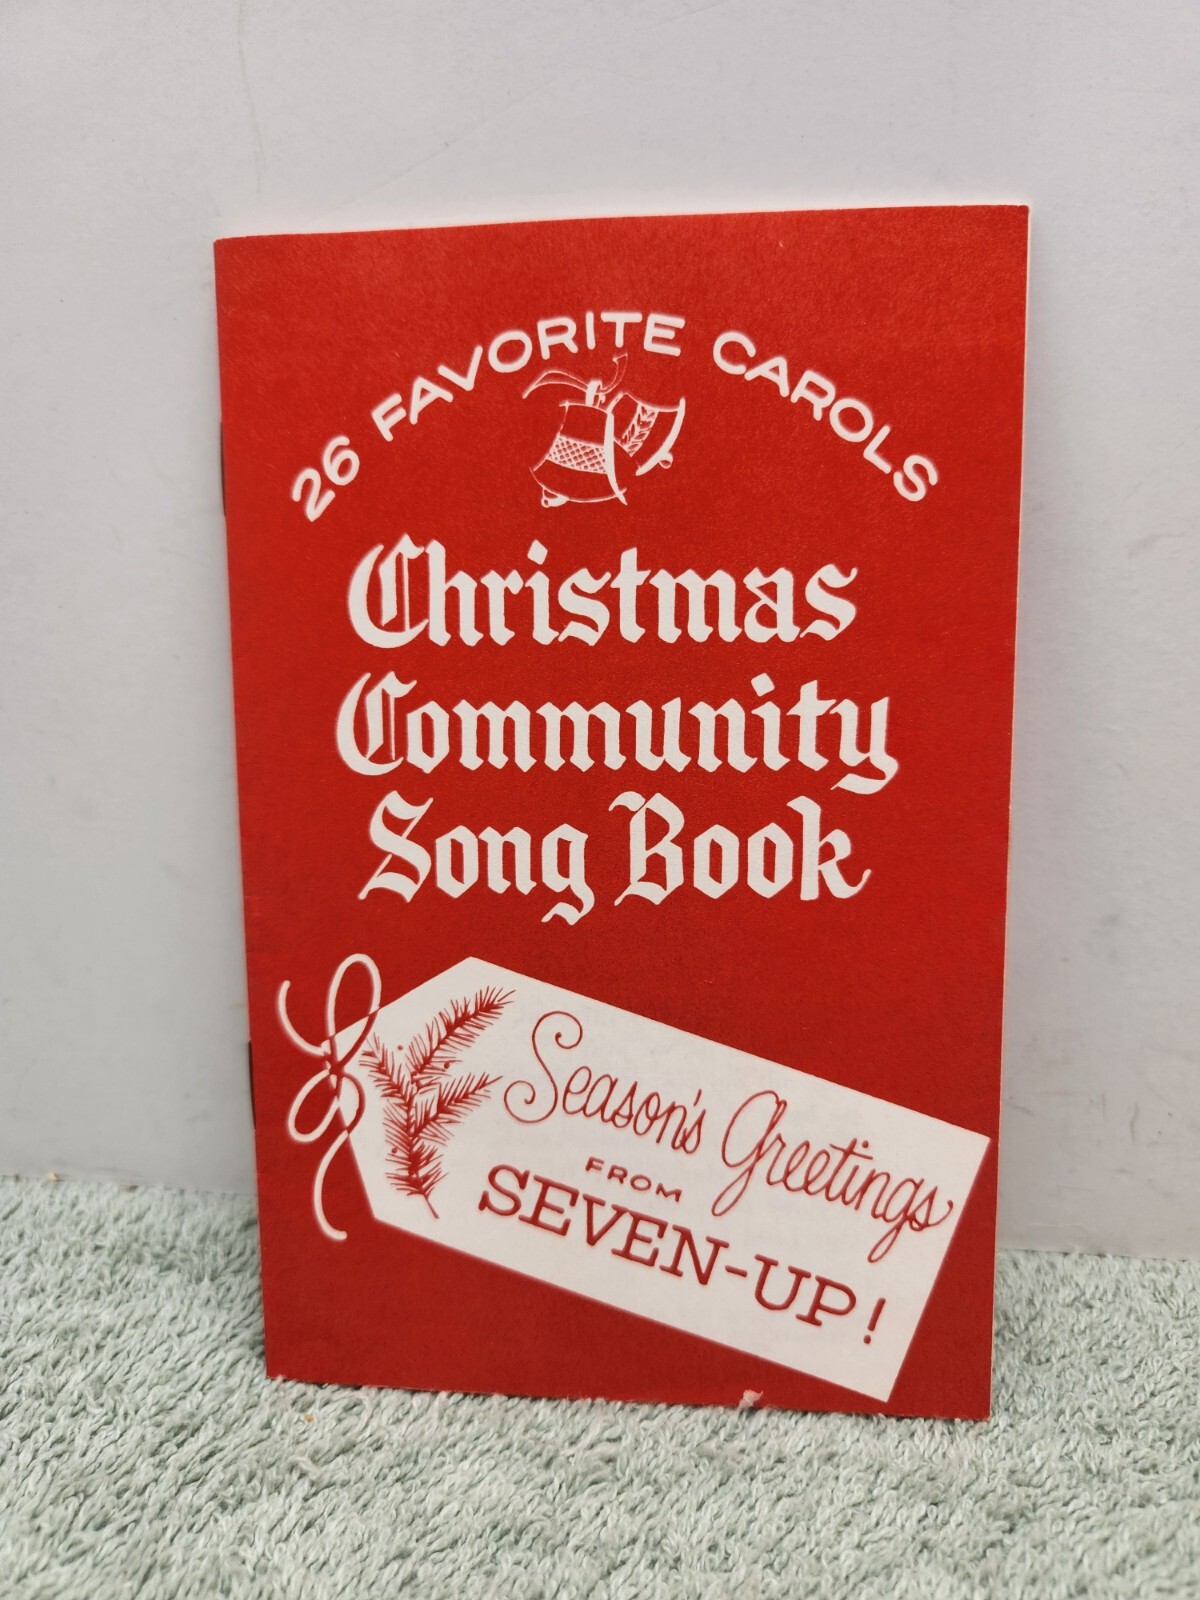 26 FAVORITE CAROLS
Christmas
Community
Song Book
Season's Greetings
FROM
SEVEN-UP!